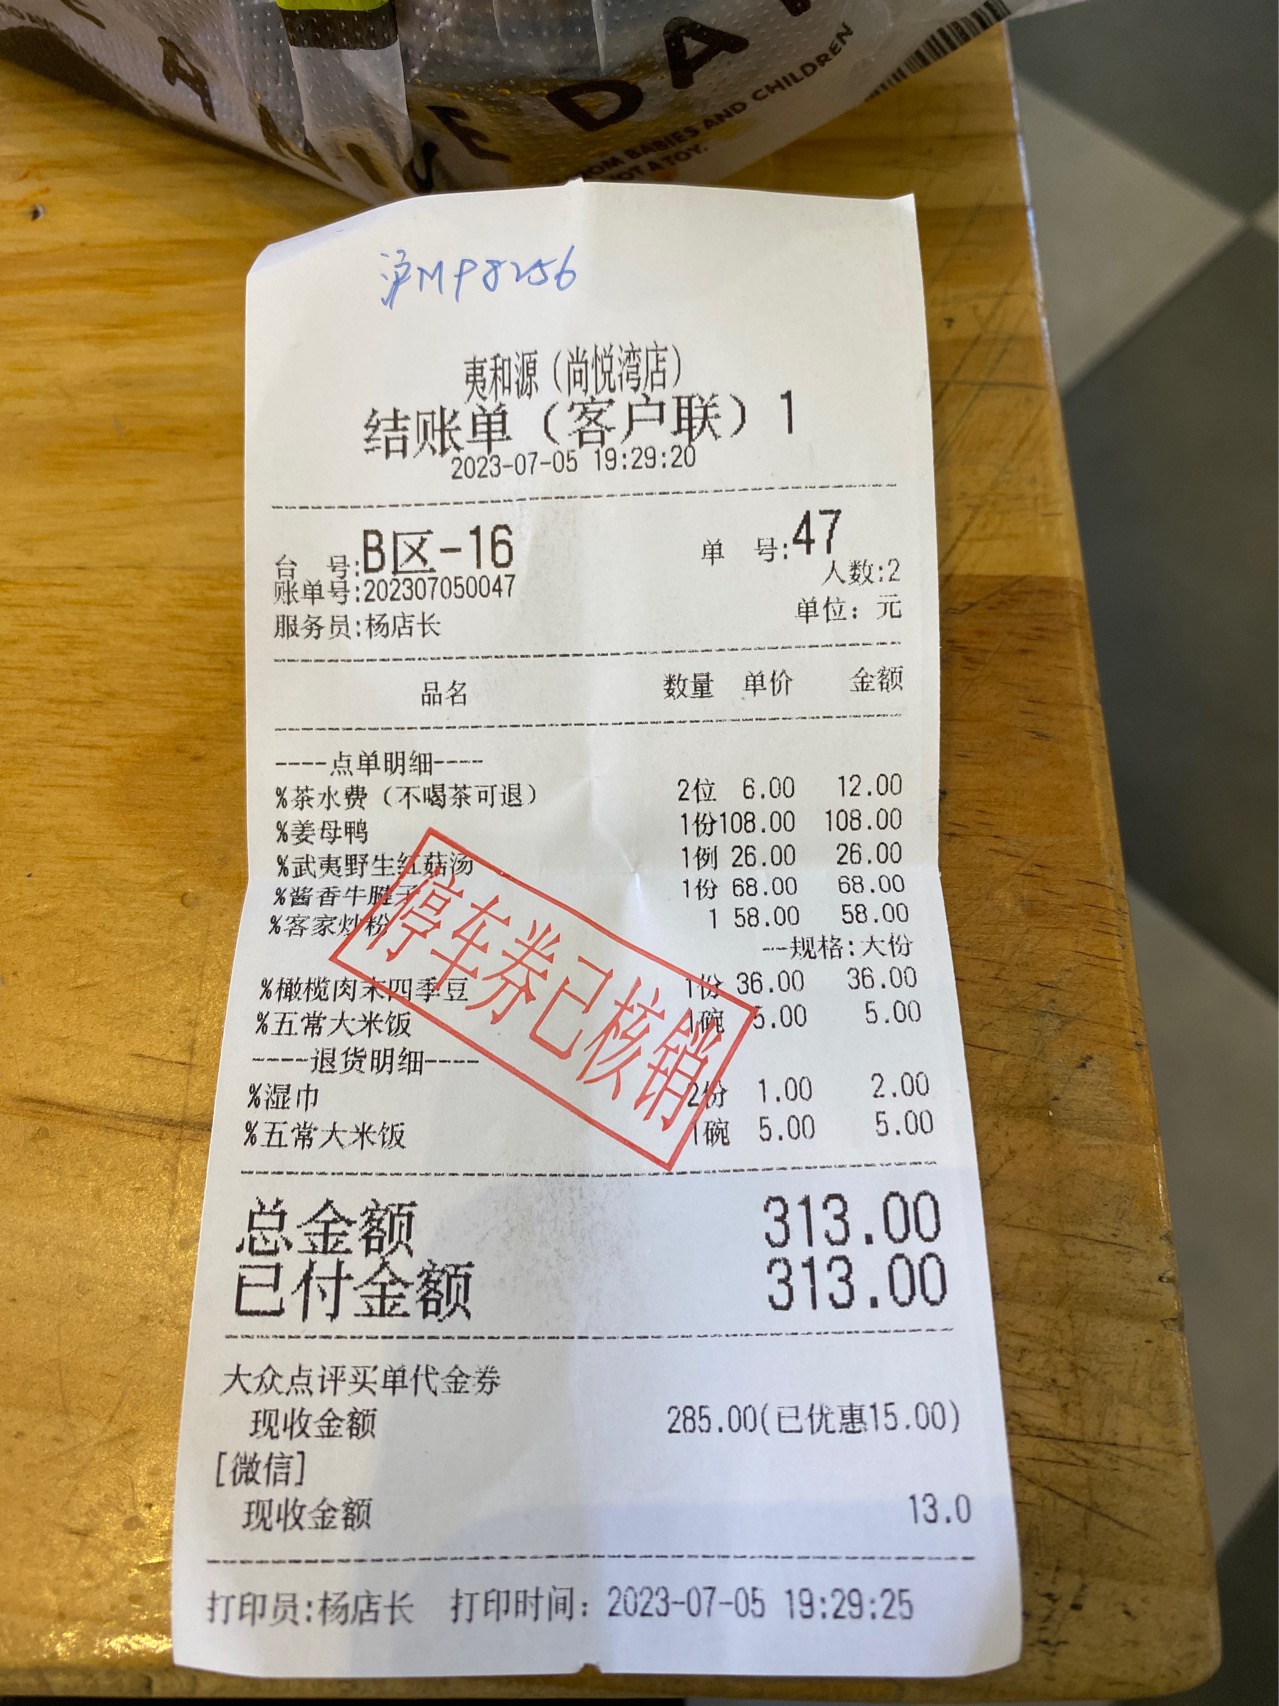 DA
FROM BABIES AND CHILDREN
NOT A TOY.
沪MP8256
夷和源（尚悦湾店）
结账单（客户联）1
2023-07-05 19:29:20
台 号:B区-16 单 号:47
人数:2
账单号:202307050047
服务员:杨店长 单位: 元
品名 数量 单价 金额
----点单明细----
%茶水费（不喝茶可退） 2位 6.00 12.00
%姜母鸭 1份108.00 108.00
%武夷野生红菇汤 1例 26.00 26.00
%酱香牛腱子 1份 68.00 68.00
%客家炒粉 1 58.00 58.00
--规格:大份
%橄榄肉末四季豆 1份 36.00 36.00
%五常大米饭 1碗 5.00 5.00
----退货明细----
%湿巾 2份 1.00 2.00
%五常大米饭 1碗 5.00 5.00
停车券已核销
总金额 313.00
已付金额 313.00
大众点评买单代金券
现收金额 285.00(已优惠15.00)
[微信]
现收金额 13.0
打印员:杨店长 打印时间: 2023-07-05 19:29:25